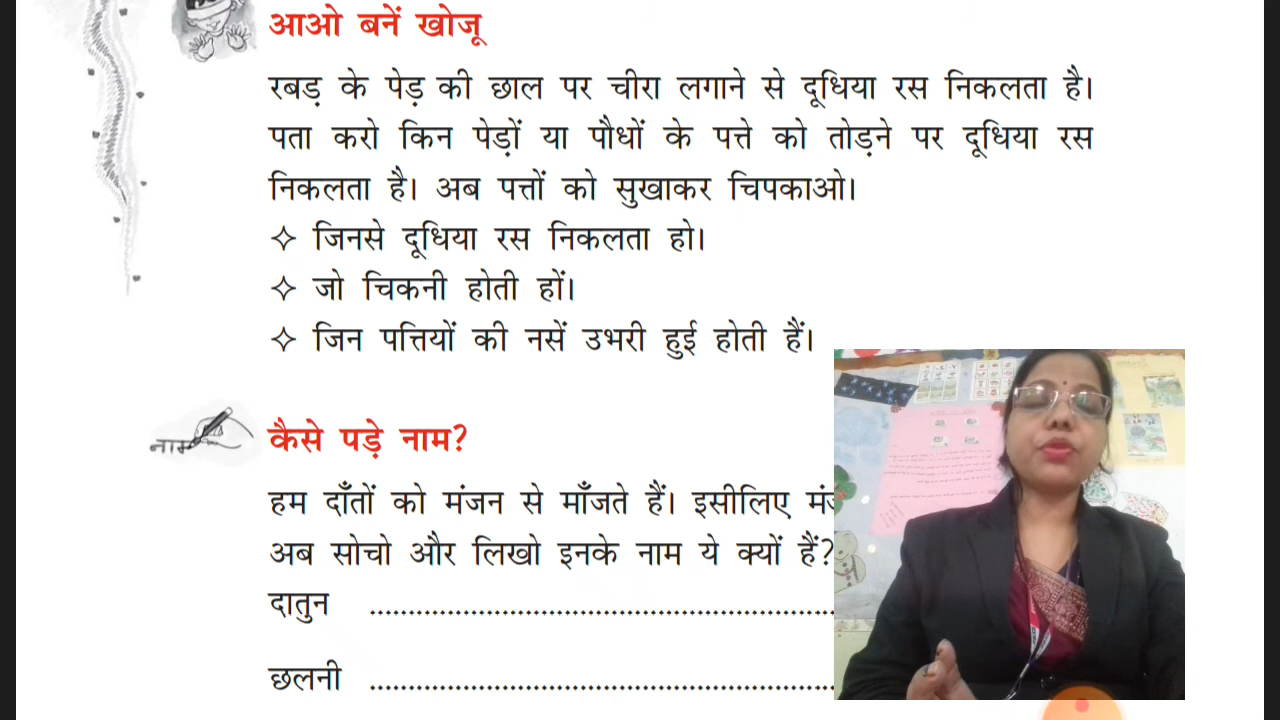 आओ बनें खोजू
रबड़ के पेड़ की छाल पर चीरा लगाने से दूधिया रस निकलता है।
पता करो किन पेड़ों या पौधों के पत्ते को तोड़ने पर दूधिया रस
निकलता है। अब पत्तों को सुखाकर चिपकाओ।
✧ जिनसे दूधिया रस निकलता हो।
✧ जो चिकनी होती हों।
✧ जिन पत्तियों की नसें उभरी हुई होती हैं।
नाम
कैसे पड़े नाम?
हम दाँतों को मंजन से माँजते हैं। इसीलिए
अब सोचो और लिखो इनके नाम ये क्यों हैं?
दातुन ............................................................
छलनी ............................................................